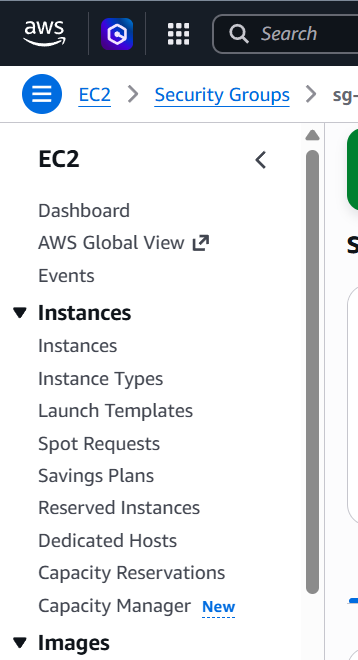 aws
Search
EC2 > Security Groups > sg-
EC2
Dashboard
AWS Global View
Events
Instances
Instances
Instance Types
Launch Templates
Spot Requests
Savings Plans
Reserved Instances
Dedicated Hosts
Capacity Reservations
Capacity Manager New
Images